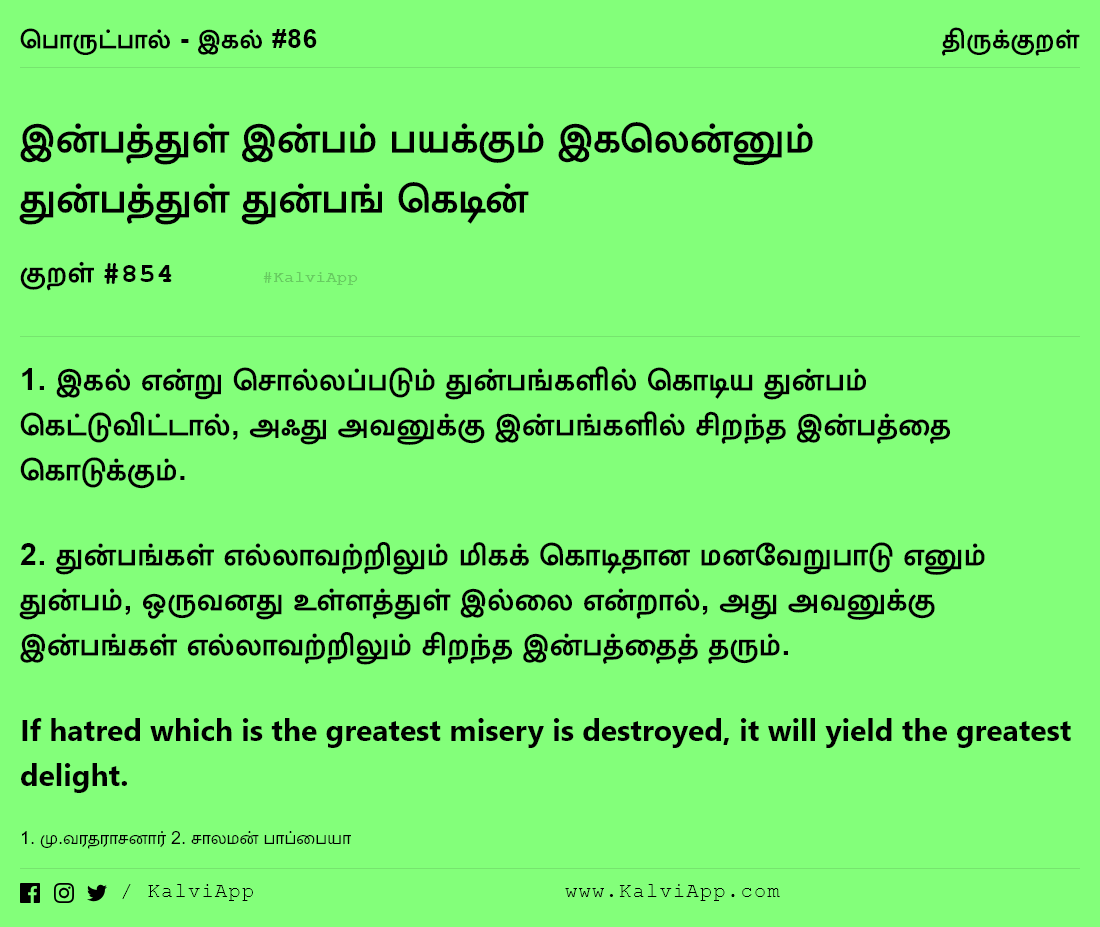 பொருட்பால் - இகல் #86 திருக்குறள்
இன்பத்துள் இன்பம் பயக்கும் இகலென்னும்
துன்பத்துள் துன்பங் கெடின்
குறள் #854 #KalviApp
1. இகல் என்று சொல்லப்படும் துன்பங்களில் கொடிய துன்பம்
கெட்டுவிட்டால், அஃது அவனுக்கு இன்பங்களில் சிறந்த இன்பத்தை
கொடுக்கும்.
2. துன்பங்கள் எல்லாவற்றிலும் மிகக் கொடிதான மனவேறுபாடு எனும்
துன்பம், ஒருவனது உள்ளத்துள் இல்லை என்றால், அது அவனுக்கு
இன்பங்கள் எல்லாவற்றிலும் சிறந்த இன்பத்தைத் தரும்.
If hatred which is the greatest misery is destroyed, it will yield the greatest
delight.
1. மு.வரதராசனார் 2. சாலமன் பாப்பையா
/ KalviApp www.KalviApp.com